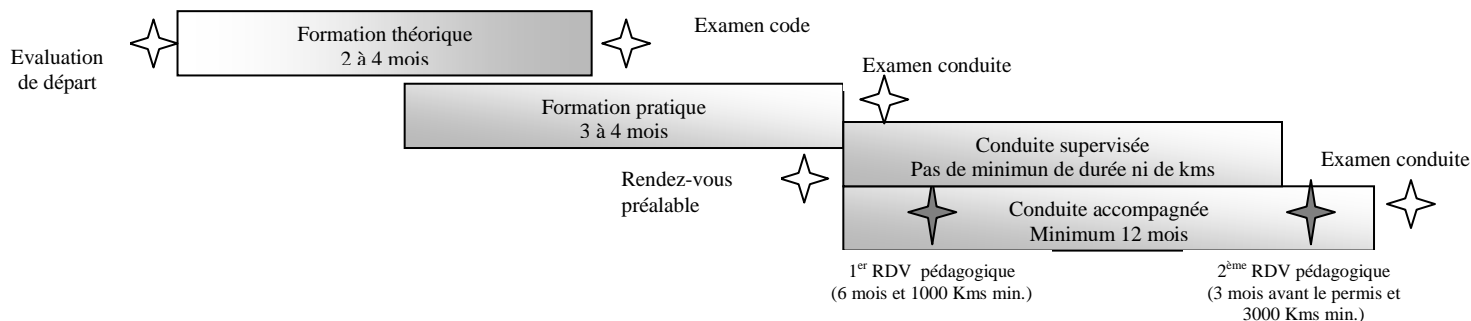 Evaluation
de départ
Formation théorique
2 à 4 mois
Examen code
Formation pratique
3 à 4 mois
Examen conduite
Rendez-vous
préalable
Conduite supervisée
Pas de minimun de durée ni de kms
Examen conduite
Conduite accompagnée
Minimum 12 mois
1er RDV pédagogique
(6 mois et 1000 Kms min.)
2ème RDV pédagogique
(3 mois avant le permis et
3000 Kms min.)